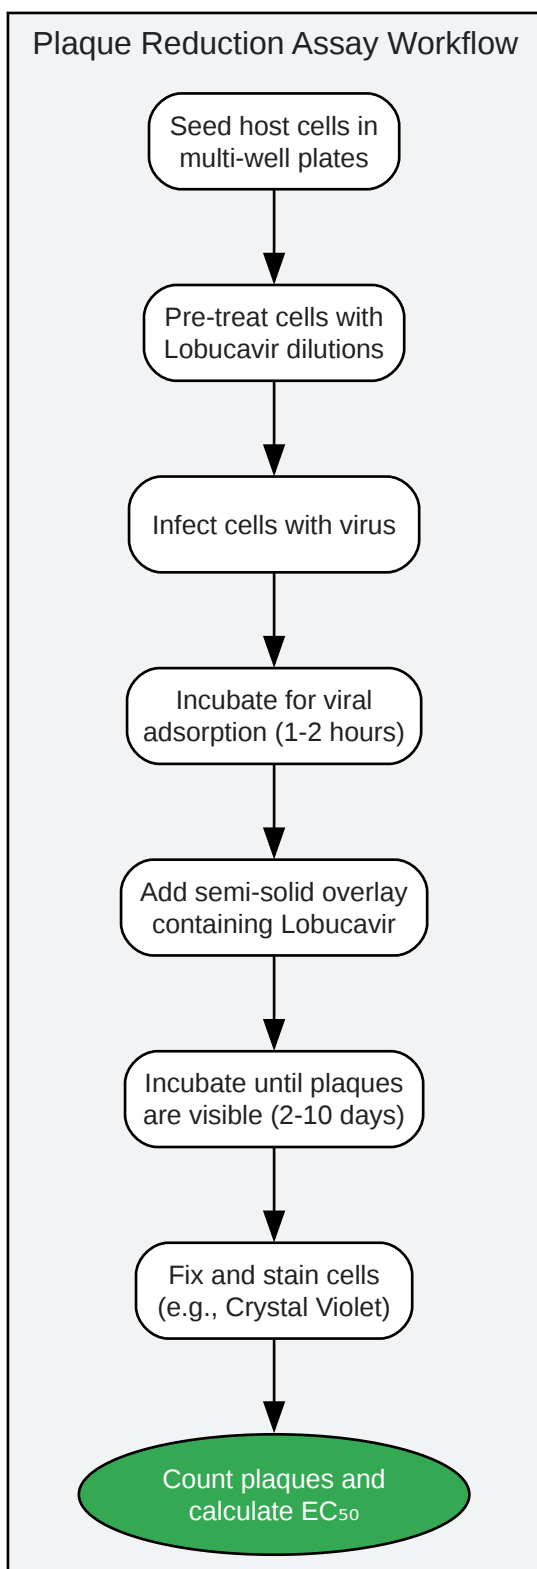 Plaque Reduction Assay Workflow
Seed host cells in
multi-well plates
Pre-treat cells with
Lobucavir dilutions
Infect cells with virus
Incubate for viral
adsorption (1-2 hours)
Add semi-solid overlay
containing Lobucavir
Incubate until plaques
are visible (2-10 days)
Fix and stain cells
(e.g., Crystal Violet)
Count plaques and
calculate EC₅₀